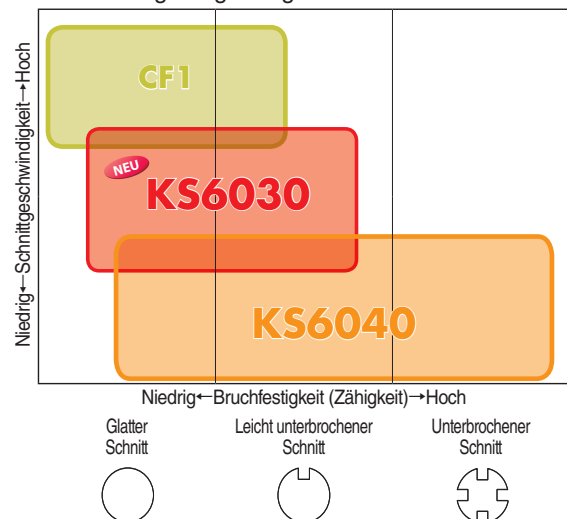 CF1
NEU
KS6030
KS6040
Niedrig←Schnittgeschwindigkeit→Hoch
Niedrig←Bruchfestigkeit (Zähigkeit)→Hoch
Glatter
Schnitt
Leicht unterbrochener
Schnitt
Unterbrochener
Schnitt